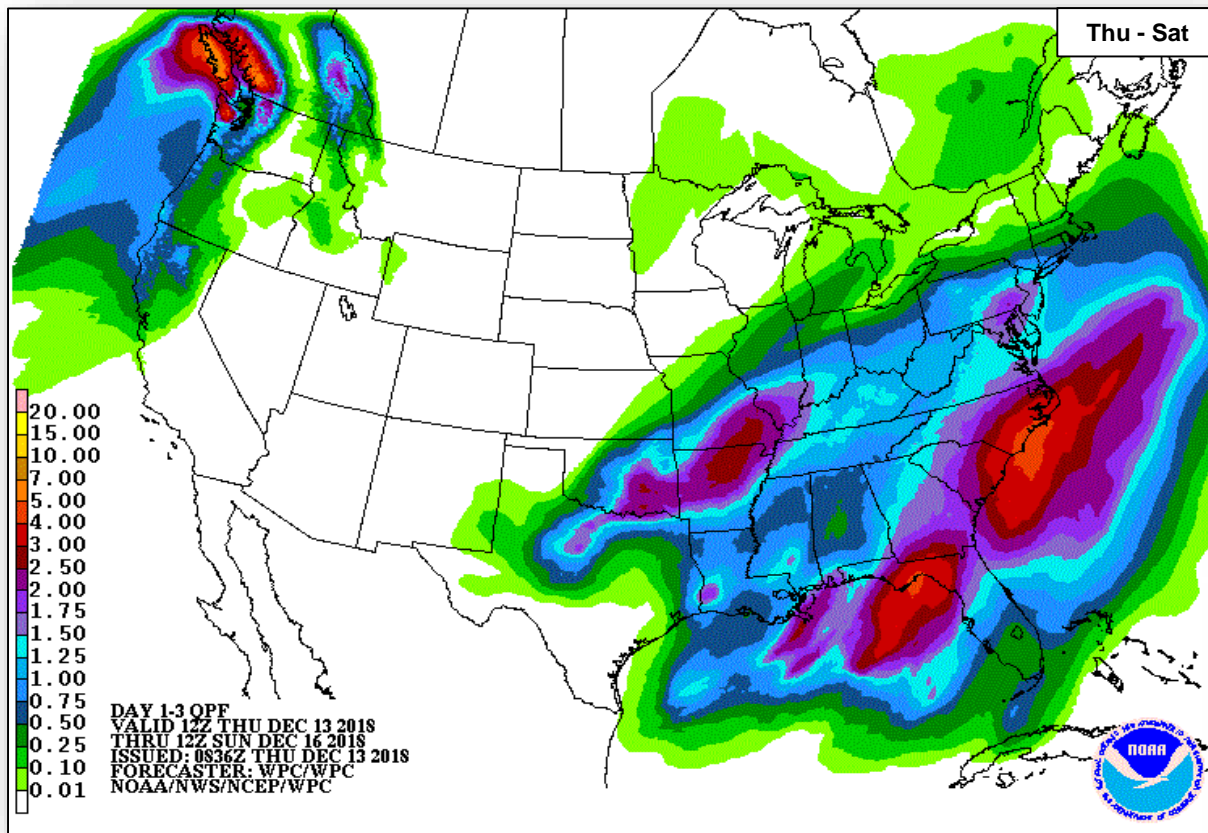 Thu - Sat
20.00
15.00
10.00
7.00
5.00
4.00
3.00
2.50
2.00
1.75
1.50
1.25
1.00
0.75
0.50
0.25
0.10
0.01
DAY 1-3 QPF
VALID 12Z THU DEC 13 2018
THRU 12Z SUN DEC 16 2018
ISSUED: 0836Z THU DEC 13 2018
FORECASTER: WPC/WPC
NOAA/NWS/NCEP/WPC
NOAA